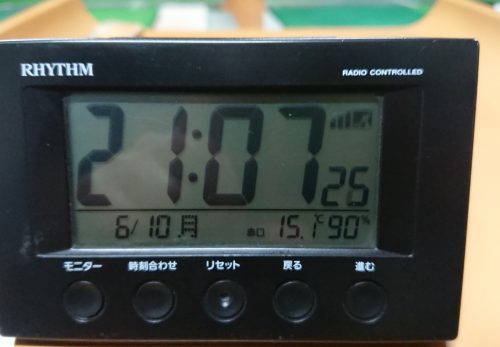 RHYTHM
RADIO CONTROLLED
21:07 25
6/10 月 15.1℃ 90%
モニター 時刻合わせ リセット 戻る 進む